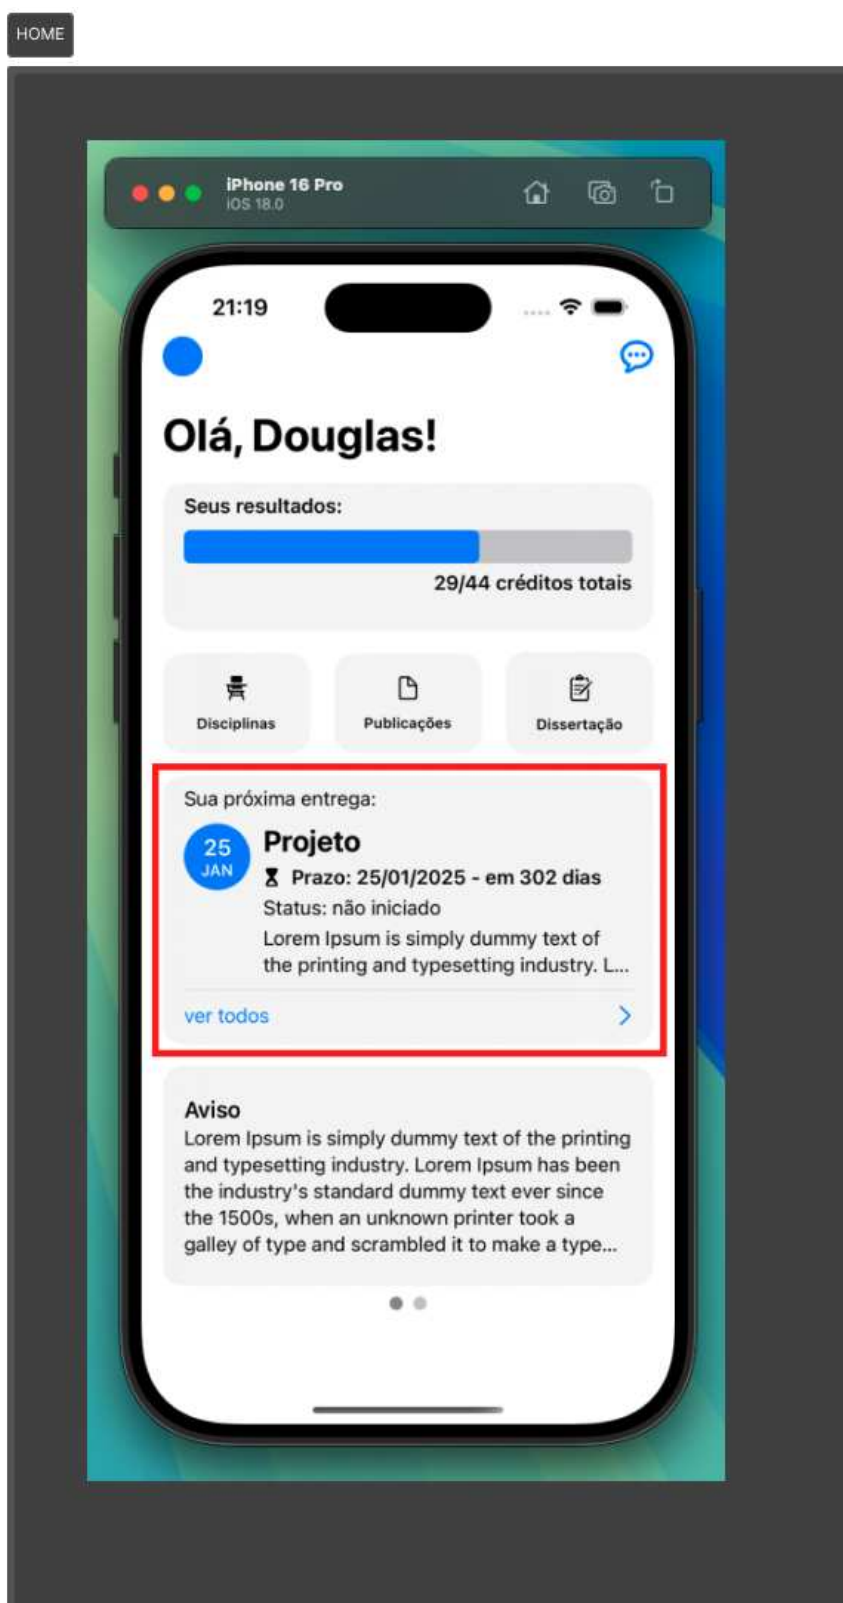 HOME
iPhone 16 Pro
iOS 18.0
21:19
Olá, Douglas!
Seus resultados:
29/44 créditos totais
Disciplinas
Publicações
Dissertação
Sua próxima entrega:
25
JAN
Projeto
Prazo: 25/01/2025 - em 302 dias
Status: não iniciado
Lorem Ipsum is simply dummy text of
the printing and typesetting industry. L...
ver todos
Aviso
Lorem Ipsum is simply dummy text of the printing
and typesetting industry. Lorem Ipsum has been
the industry's standard dummy text ever since
the 1500s, when an unknown printer took a
galley of type and scrambled it to make a type...